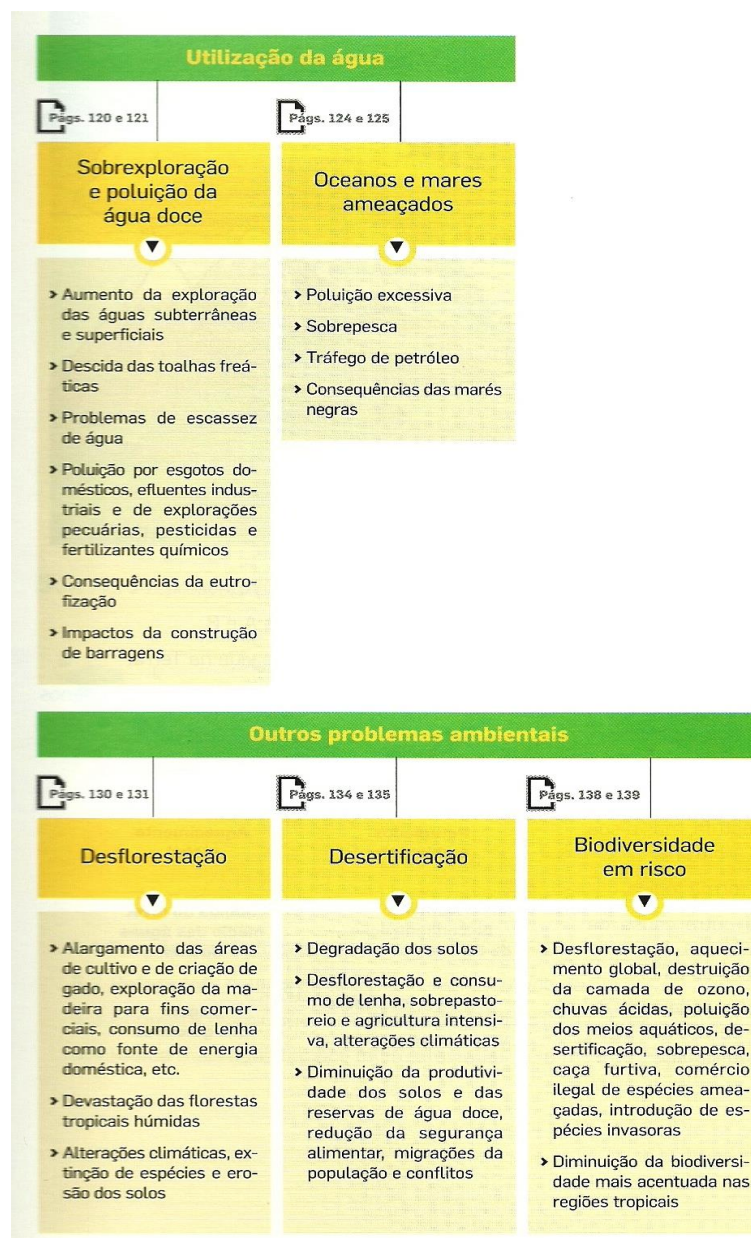 Utilização da água
Págs. 120 e 121
Sobrexploração
e poluição da
água doce
> Aumento da exploração
das águas subterrâneas
e superficiais
> Descida das toalhas freá-
ticas
> Problemas de escassez
de água
> Poluição por esgotos do-
mésticos, efluentes indus-
triais e de explorações
pecuárias, pesticidas e
fertilizantes químicos
> Consequências da eutro-
fização
> Impactos da construção
de barragens
Págs. 124 e 125
Oceanos e mares
ameaçados
> Poluição excessiva
> Sobrepesca
> Tráfego de petróleo
> Consequências das marés
negras
Outros problemas ambientais
Págs. 130 e 131
Desflorestação
> Alargamento das áreas
de cultivo e de criação de
gado, exploração da ma-
deira para fins comer-
ciais, consumo de lenha
como fonte de energia
doméstica, etc.
> Devastação das florestas
tropicais húmidas
> Alterações climáticas, ex-
tinção de espécies e ero-
são dos solos
Págs. 134 e 135
Desertificação
> Degradação dos solos
> Desflorestação e consu-
mo de lenha, sobrepasto-
reio e agricultura intensi-
va, alterações climáticas
> Diminuição da produtivi-
dade dos solos e das
reservas de água doce,
redução da segurança
alimentar, migrações da
população e conflitos
Págs. 138 e 139
Biodiversidade
em risco
> Desflorestação, aqueci-
mento global, destruição
da camada de ozono,
chuvas ácidas, poluição
dos meios aquáticos, de-
sertificação, sobrepesca,
caça furtiva, comércio
ilegal de espécies amea-
çadas, introdução de es-
pécies invasoras
> Diminuição da biodiversi-
dade mais acentuada nas
regiões tropicais